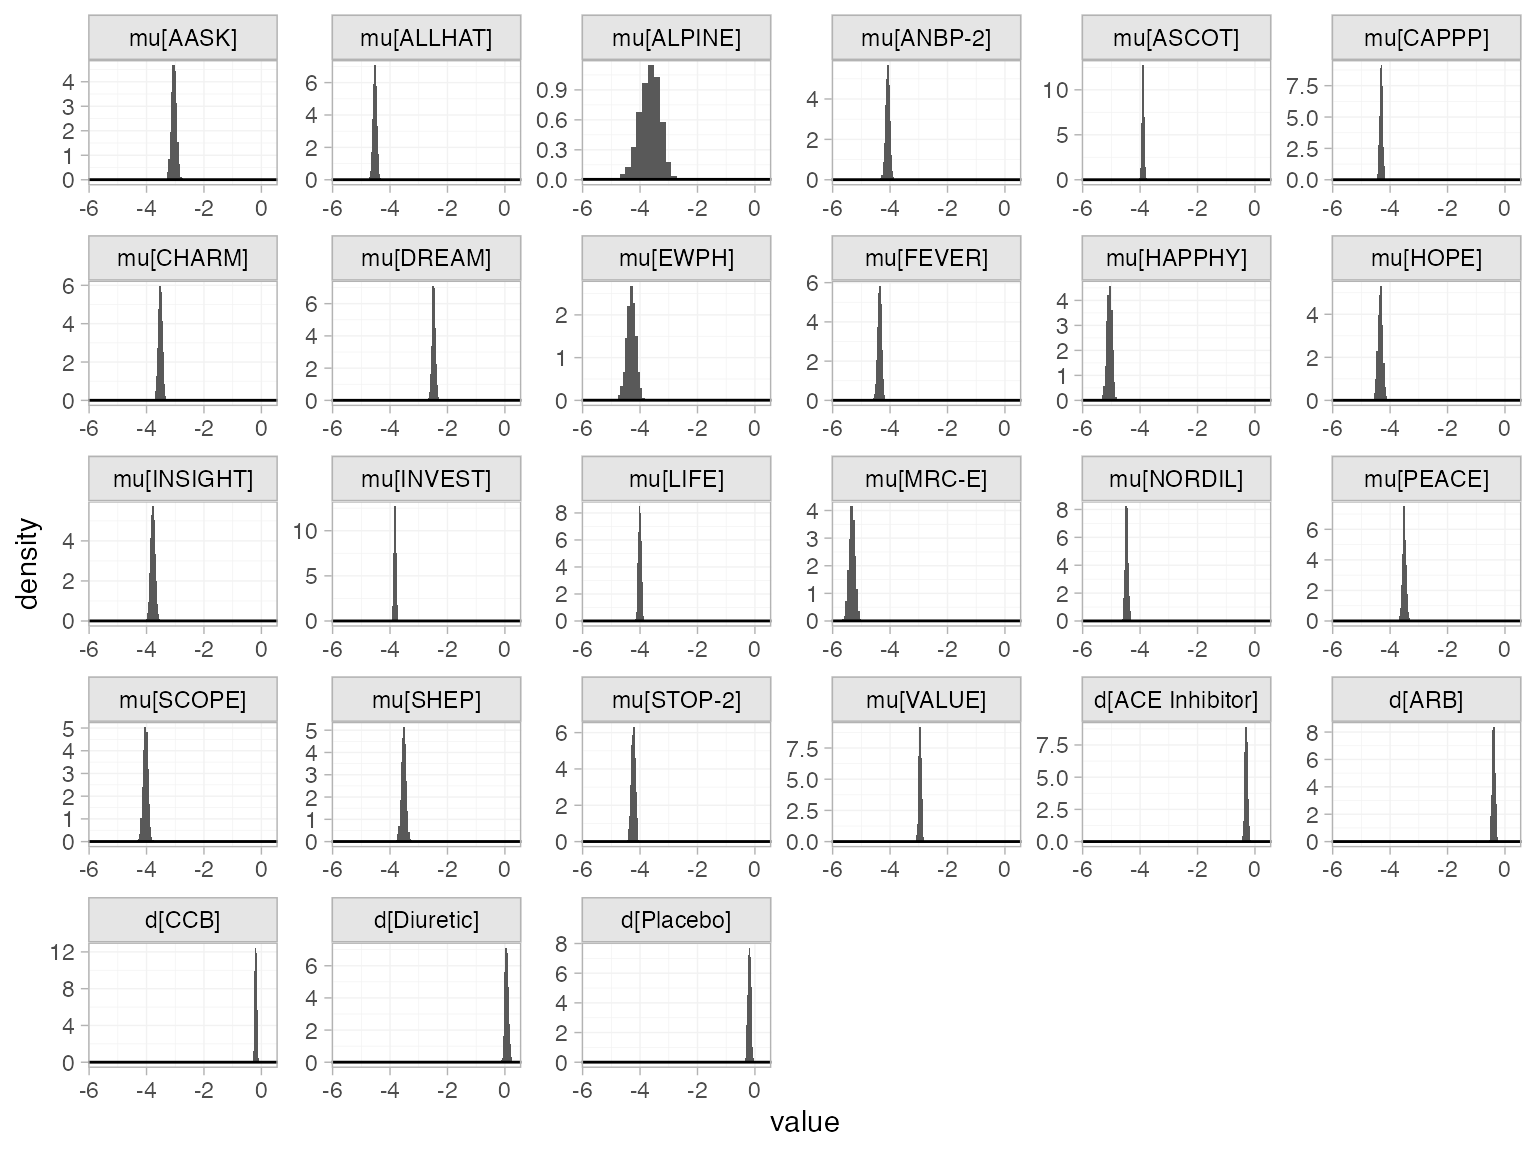 mu[AASK] mu[ALLHAT] mu[ALPINE] mu[ANBP-2] mu[ASCOT] mu[CAPPP]
4 3 2 1 0
6 4 2 0
0.9 0.6 0.3 0.0
4 2 0
10 5 0
7.5 5.0 2.5 0.0
-6 -4 -2 0 -6 -4 -2 0 -6 -4 -2 0 -6 -4 -2 0 -6 -4 -2 0 -6 -4 -2 0
mu[CHARM] mu[DREAM] mu[EWPH] mu[FEVER] mu[HAPPHY] mu[HOPE]
6 4 2 0
6 4 2 0
2 1 0
6 4 2 0
4 3 2 1 0
4 2 0
-6 -4 -2 0 -6 -4 -2 0 -6 -4 -2 0 -6 -4 -2 0 -6 -4 -2 0 -6 -4 -2 0
mu[INSIGHT] mu[INVEST] mu[LIFE] mu[MRC-E] mu[NORDIL] mu[PEACE]
4 2 0
10 5 0
8 6 4 2 0
4 3 2 1 0
8 6 4 2 0
6 4 2 0
-6 -4 -2 0 -6 -4 -2 0 -6 -4 -2 0 -6 -4 -2 0 -6 -4 -2 0 -6 -4 -2 0
density
mu[SCOPE] mu[SHEP] mu[STOP-2] mu[VALUE] d[ACE Inhibitor] d[ARB]
5 4 3 2 1 0
5 4 3 2 1 0
6 4 2 0
7.5 5.0 2.5 0.0
7.5 5.0 2.5 0.0
8 6 4 2 0
-6 -4 -2 0 -6 -4 -2 0 -6 -4 -2 0 -6 -4 -2 0 -6 -4 -2 0 -6 -4 -2 0
d[CCB] d[Diuretic] d[Placebo]
12 8 4 0
6 4 2 0
8 6 4 2 0
-6 -4 -2 0 -6 -4 -2 0 -6 -4 -2 0
value